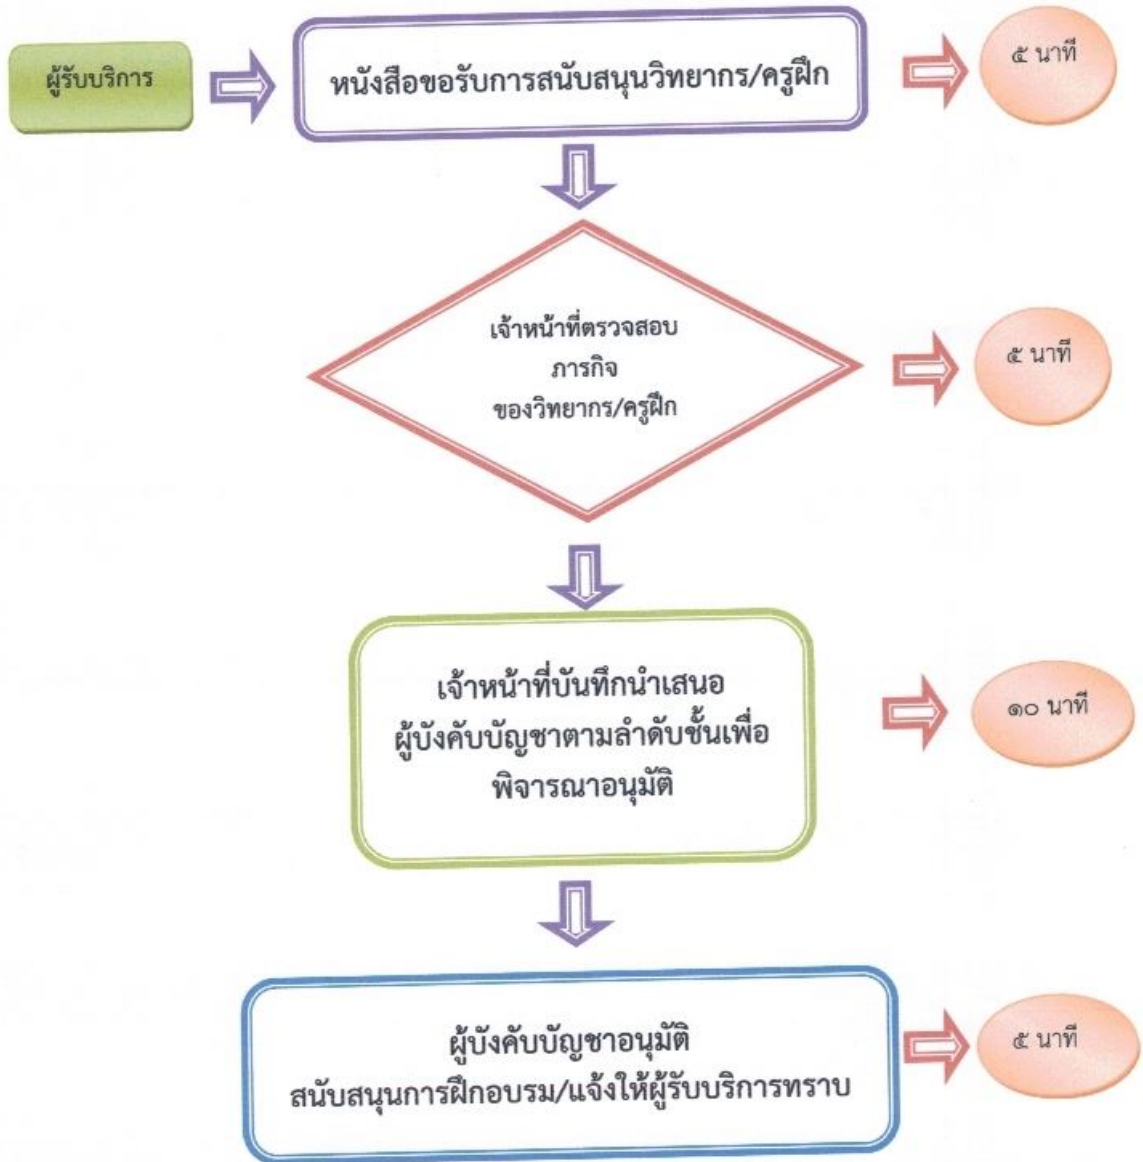 ผู้รับบริการ
หนังสือขอรับการสนับสนุนวิทยากร/ครูฝึก
๕ นาที
เจ้าหน้าที่ตรวจสอบ
ภารกิจ
ของวิทยากร/ครูฝึก
๕ นาที
เจ้าหน้าที่บันทึกนำเสนอ
ผู้บังคับบัญชาตามลำดับชั้นเพื่อ
พิจารณาอนุมัติ
๑๐ นาที
ผู้บังคับบัญชาอนุมัติ
สนับสนุนการฝึกอบรม/แจ้งให้ผู้รับบริการทราบ
๕ นาที